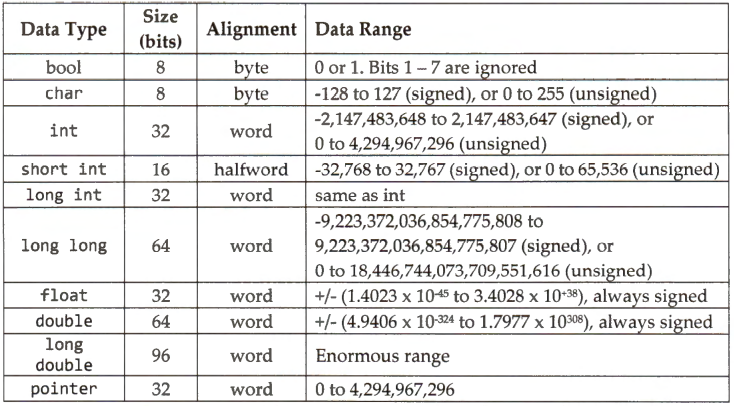 Data Type Size (bits) Alignment Data Range
bool 8 byte 0 or 1. Bits 1 – 7 are ignored
char 8 byte -128 to 127 (signed), or 0 to 255 (unsigned)
int 32 word -2,147,483,648 to 2,147,483,647 (signed), or
0 to 4,294,967,296 (unsigned)
short int 16 halfword -32,768 to 32,767 (signed), or 0 to 65,536 (unsigned)
long int 32 word same as int
long long 64 word -9,223,372,036,854,775,808 to
9,223,372,036,854,775,807 (signed), or
0 to 18,446,744,073,709,551,616 (unsigned)
float 32 word +/- (1.4023 x 10⁻⁴⁵ to 3.4028 x 10⁺³⁸), always signed
double 64 word +/- (4.9406 x 10⁻³²⁴ to 1.7977 x 10³⁰⁸), always signed
long double 96 word Enormous range
pointer 32 word 0 to 4,294,967,296